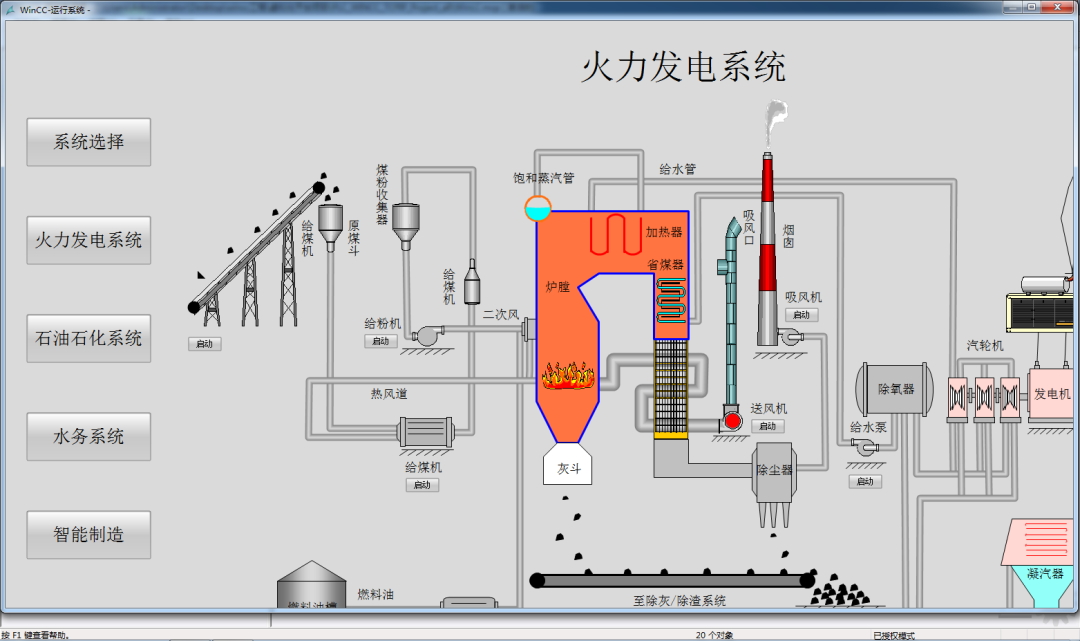 WinCC-运行系统 -
火力发电系统
系统选择
火力发电系统
石油石化系统
水务系统
智能制造
煤粉收集器
饱和蒸汽管
给水管
给煤机
原煤斗
吸风口
烟囱
加热器
省煤器
给煤机
炉膛
吸风机
启动
二次风
给粉机
启动
启动
汽轮机
热风道
除氧器
发电机
送风机
启动
给水泵
给煤机
启动
灰斗
除尘器
启动
凝汽器
燃料油
燃料油槽
至除灰/除渣系统
按 F1 键查看帮助。
20 个对象
已授权模式